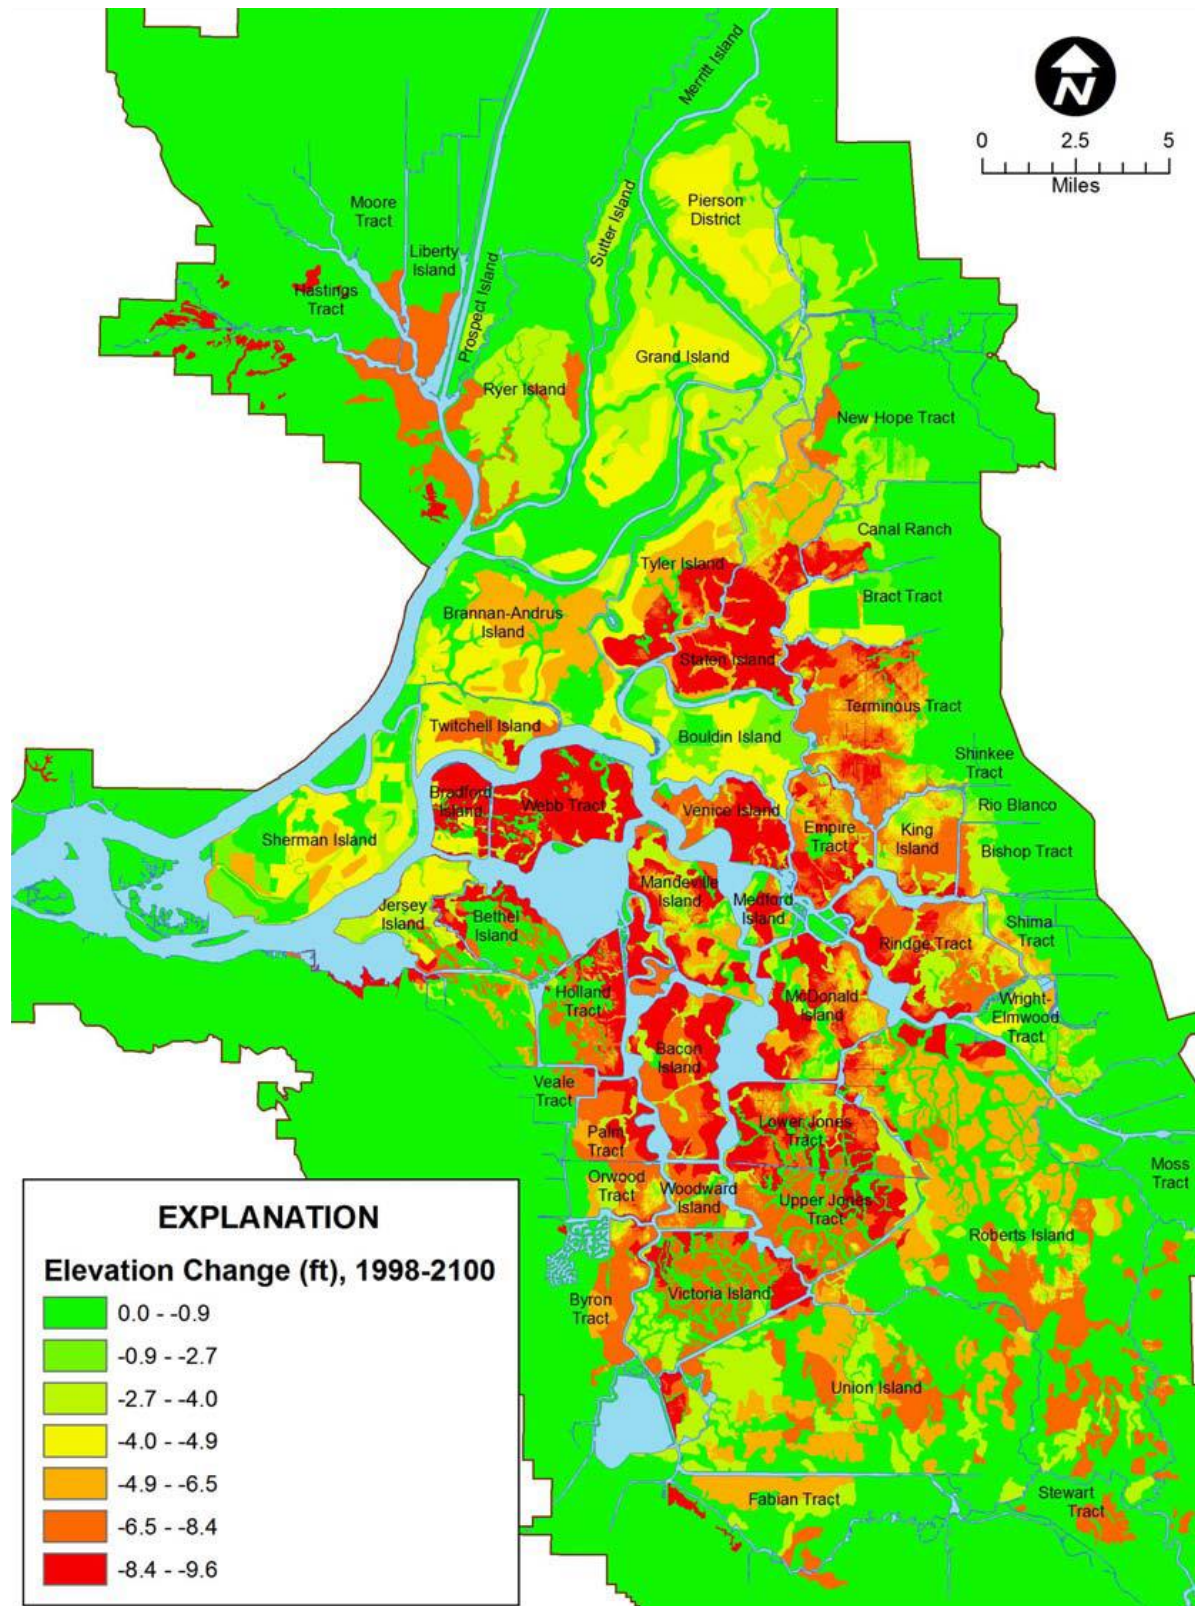 Merritt Island
N
0 2.5 5
Miles
Moore
Tract
Pierson
District
Sutter Island
Liberty
Island
Hastings
Tract
Prospect Island
Grand Island
Ryer Island
New Hope Tract
Canal Ranch
Tyler Island
Bract Tract
Brannan-Andrus
Island
Staten Island
Terminous Tract
Twitchell Island
Bouldin Island
Shinkee
Tract
Bradford
Island
Webb Tract
Venice Island
Rio Blanco
Empire
Tract
King
Island
Sherman Island
Bishop Tract
Mandeville
Island
Medford
Island
Jersey
Island
Bethel
Island
Shima
Tract
Rindge Tract
Holland
Tract
McDonald
Island
Wright-
Elmwood
Tract
Bacon
Island
Veale
Tract
Palm
Tract
Lower Jones
Tract
Moss
Tract
Orwood
Tract
Woodward
Island
Upper Jones
Tract
Roberts Island
Victoria Island
Byron
Tract
Union Island
Fabian Tract
Stewart
Tract
EXPLANATION
Elevation Change (ft), 1998-2100
0.0 - -0.9
-0.9 - -2.7
-2.7 - -4.0
-4.0 - -4.9
-4.9 - -6.5
-6.5 - -8.4
-8.4 - -9.6